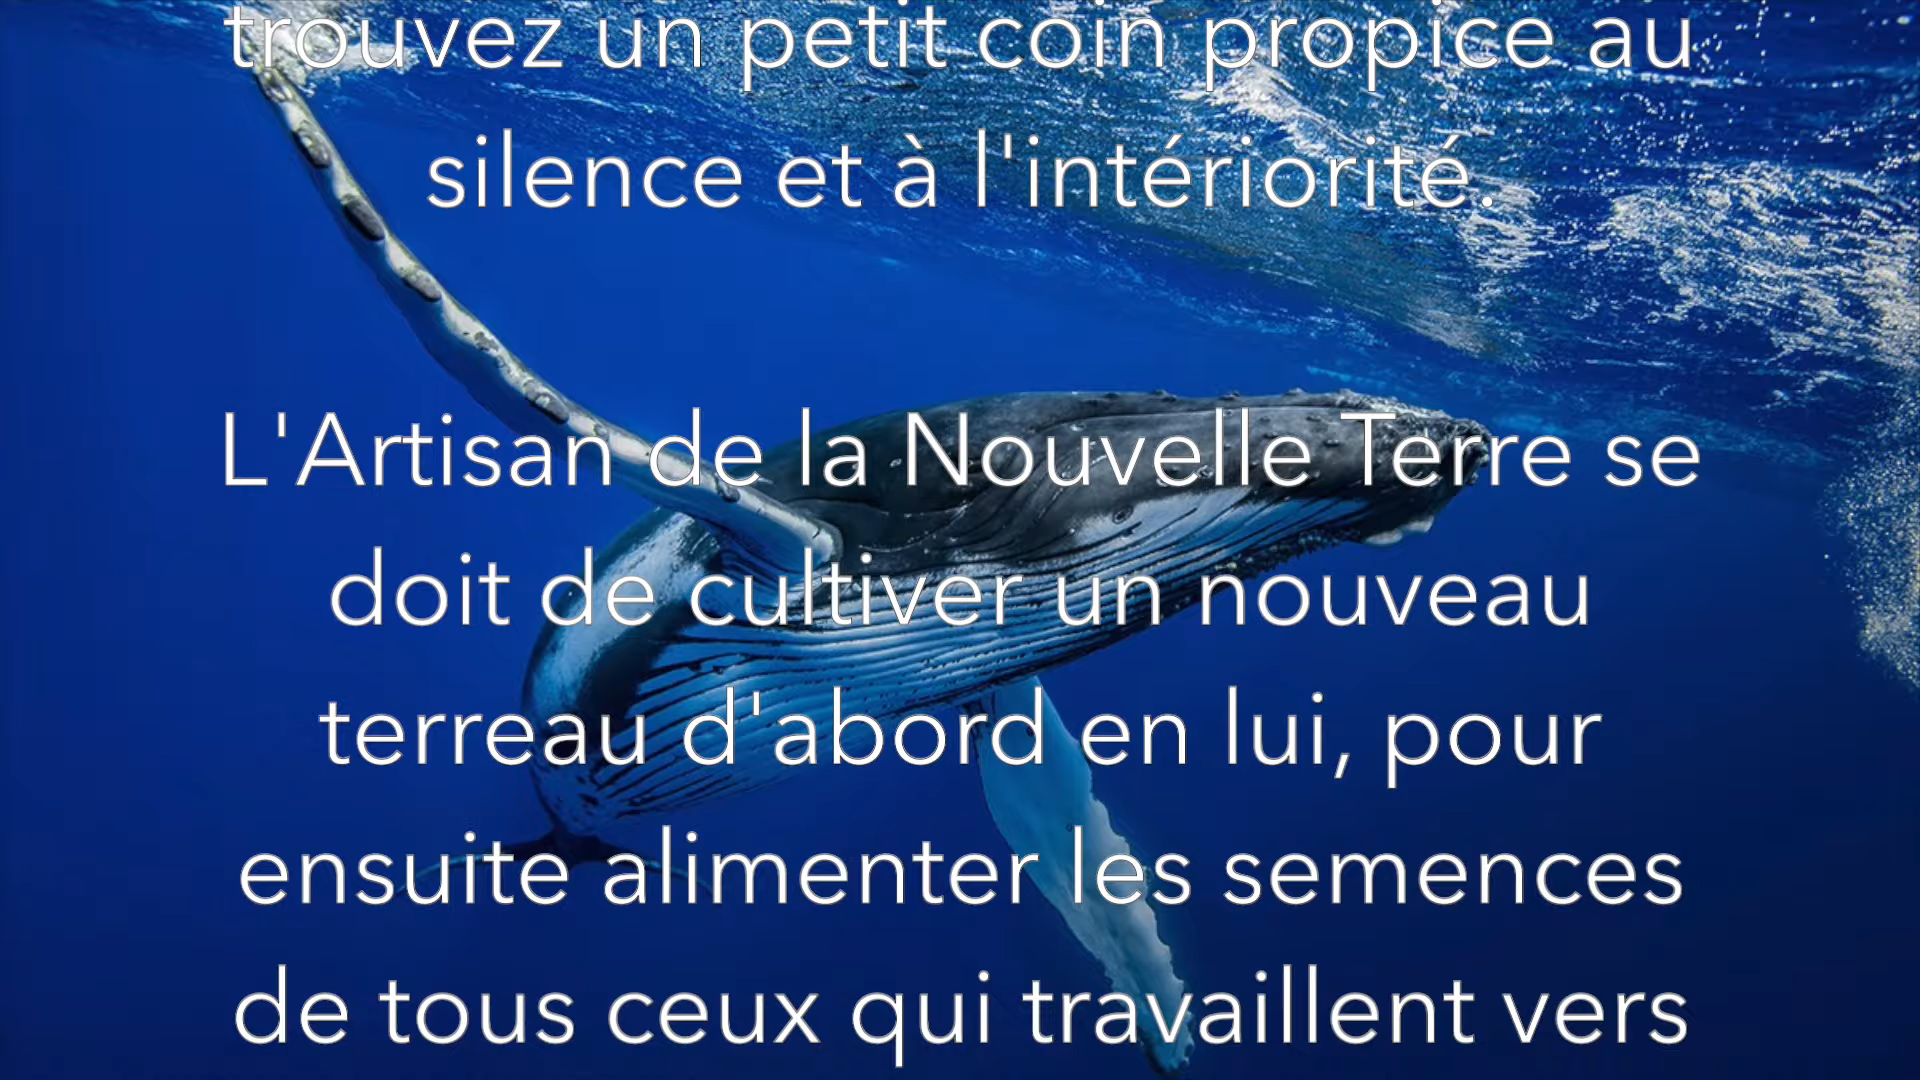 trouvez un petit coin propice au
silence et à l'intériorité.
L'Artisan de la Nouvelle Terre se
doit de cultiver un nouveau
terreau d'abord en lui, pour
ensuite alimenter les semences
de tous ceux qui travaillent vers